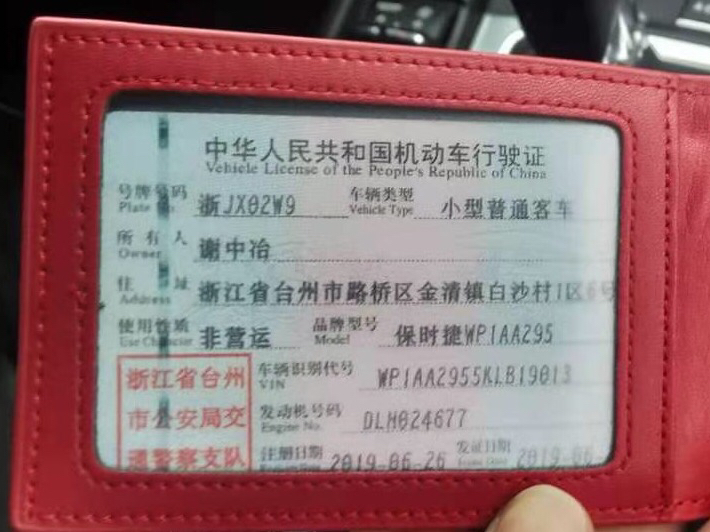 中华人民共和国机动车行驶证
Vehicle License of the People's Republic of China
号牌号码 浙JX02W9 车辆类型 小型普通客车
Plate No Vehicle Type
所有人 谢中冶
Owner
住址 浙江省台州市路桥区金清镇白沙村1区6号
Address
使用性质 非营运 品牌型号 保时捷WP1AA295
Use Character Model
浙江省台州 车辆识别代号 WP1AA2955KLB19013
VIN
市公安局交 发动机号码 DLH024677
Engine No.
通警察支队 注册日期 2019-06-26 发证日期 2019-06-